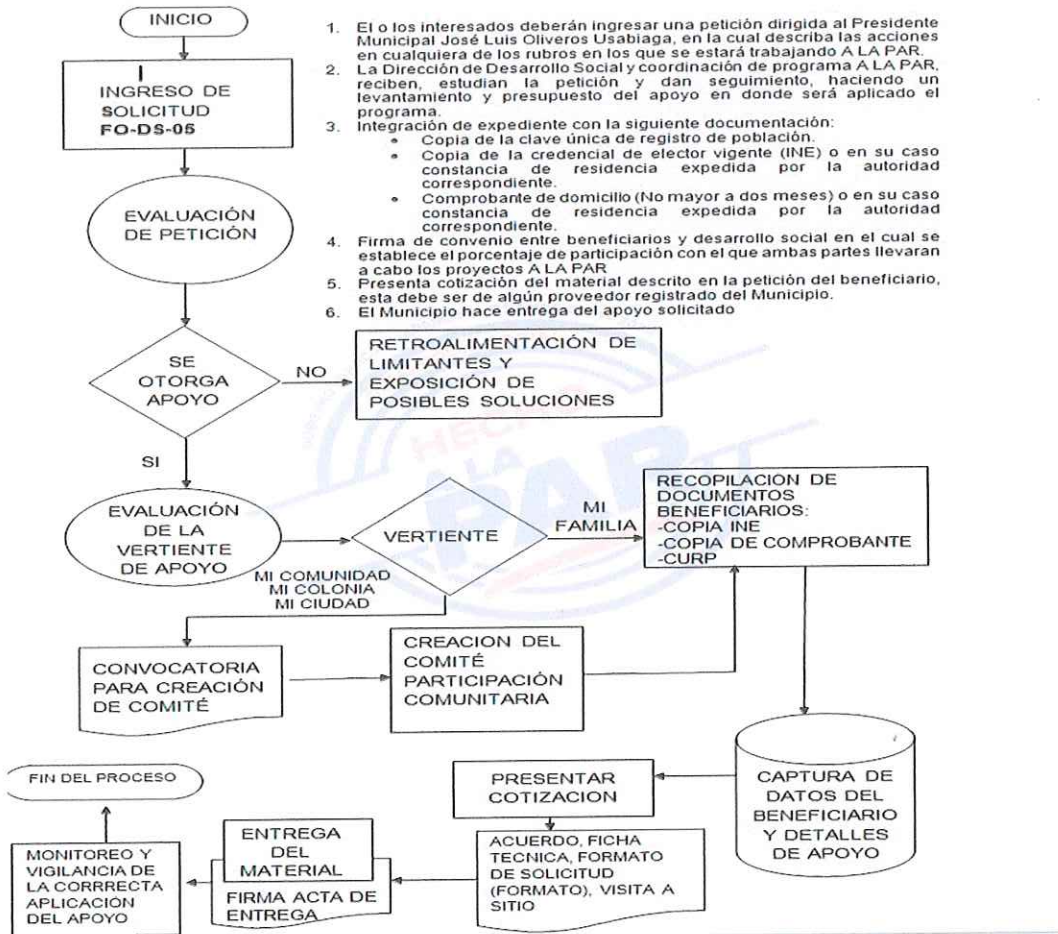 INICIO
INGRESO DE
SOLICITUD
FO-DS-05
EVALUACIÓN
DE PETICIÓN
1. El o los interesados deberán ingresar una petición dirigida al Presidente
Municipal José Luis Oliveros Usabiaga, en la cual describa las acciones
en cualquiera de los rubros en los que se estará trabajando A LA PAR.
2. La Dirección de Desarrollo Social y coordinación de programa A LA PAR,
reciben, estudian la petición y dan seguimiento, haciendo un
levantamiento y presupuesto del apoyo en donde será aplicado el
programa.
3. Integración de expediente con la siguiente documentación:
• Copia de la clave única de registro de población.
• Copia de la credencial de elector vigente (INE) o en su caso
constancia de residencia expedida por la autoridad
correspondiente.
• Comprobante de domicilio (No mayor a dos meses) o en su caso
constancia de residencia expedida por la autoridad
correspondiente.
4. Firma de convenio entre beneficiarios y desarrollo social en el cual se
establece el porcentaje de participación con el que ambas partes llevaran
a cabo los proyectos A LA PAR
5. Presenta cotización del material descrito en la petición del beneficiario,
esta debe ser de algún proveedor registrado del Municipio.
6. El Municipio hace entrega del apoyo solicitado
SE
OTORGA
APOYO
NO
RETROALIMENTACIÓN DE
LIMITANTES Y
EXPOSICIÓN DE
POSIBLES SOLUCIONES
HECHO
A LA
PAR
SI
EVALUACIÓN
DE LA
VERTIENTE
DE APOYO
VERTIENTE
MI
FAMILIA
RECOPILACION DE
DOCUMENTOS
BENEFICIARIOS:
-COPIA INE
-COPIA DE COMPROBANTE
-CURP
MI COMUNIDAD
MI COLONIA
MI CIUDAD
CONVOCATORIA
PARA CREACIÓN
DE COMITÉ
CREACION DEL
COMITÉ
PARTICIPACIÓN
COMUNITARIA
CAPTURA DE
DATOS DEL
BENEFICIARIO
Y DETALLES
DE APOYO
PRESENTAR
COTIZACION
ACUERDO, FICHA
TECNICA, FORMATO
DE SOLICITUD
(FORMATO), VISITA A
SITIO
ENTREGA
DEL
MATERIAL
FIRMA ACTA DE
ENTREGA
MONITOREO Y
VIGILANCIA DE
LA CORRRECTA
APLICACIÓN
DEL APOYO
FIN DEL PROCESO